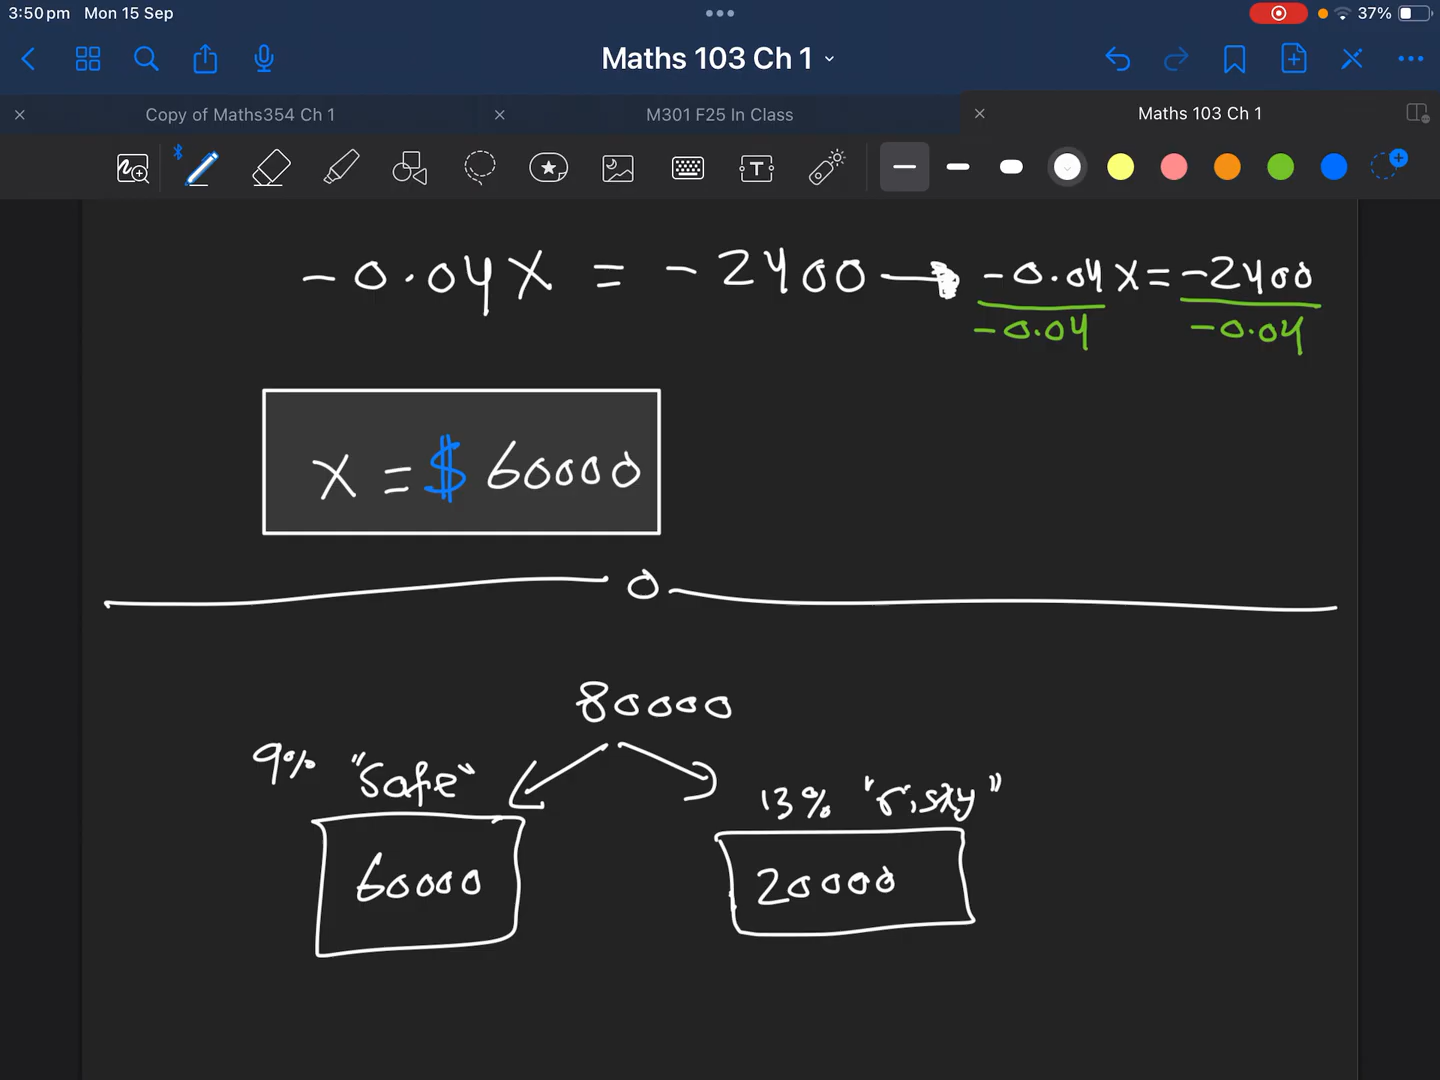 3:50 pm Mon 15 Sep
37%
Maths 103 Ch 1
Copy of Maths354 Ch 1
M301 F25 In Class
Maths 103 Ch 1
-0.04x = -2400 → -0.04x = -2400
-0.04 -0.04
x = $ 60000
0
80000
9% "Safe"
13% "risky"
60000
20000